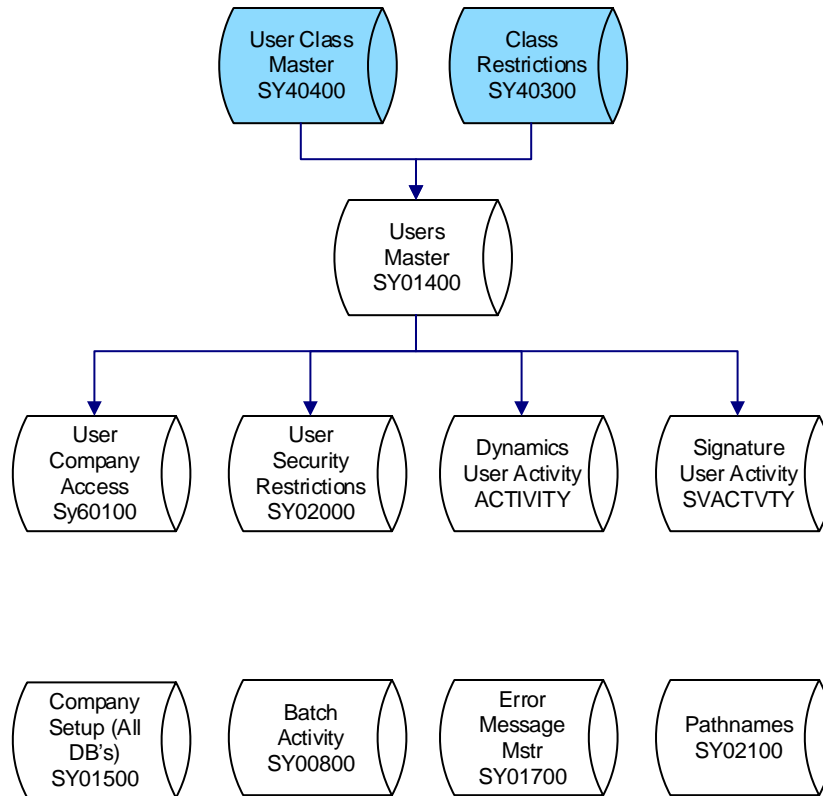 User Class
Master
SY40400
Class
Restrictions
SY40300
Users
Master
SY01400
User
Company
Access
Sy60100
User
Security
Restrictions
SY02000
Dynamics
User Activity
ACTIVITY
Signature
User Activity
SVACTVTY
Company
Setup (All
DB's)
SY01500
Batch
Activity
SY00800
Error
Message
Mstr
SY01700
Pathnames
SY02100